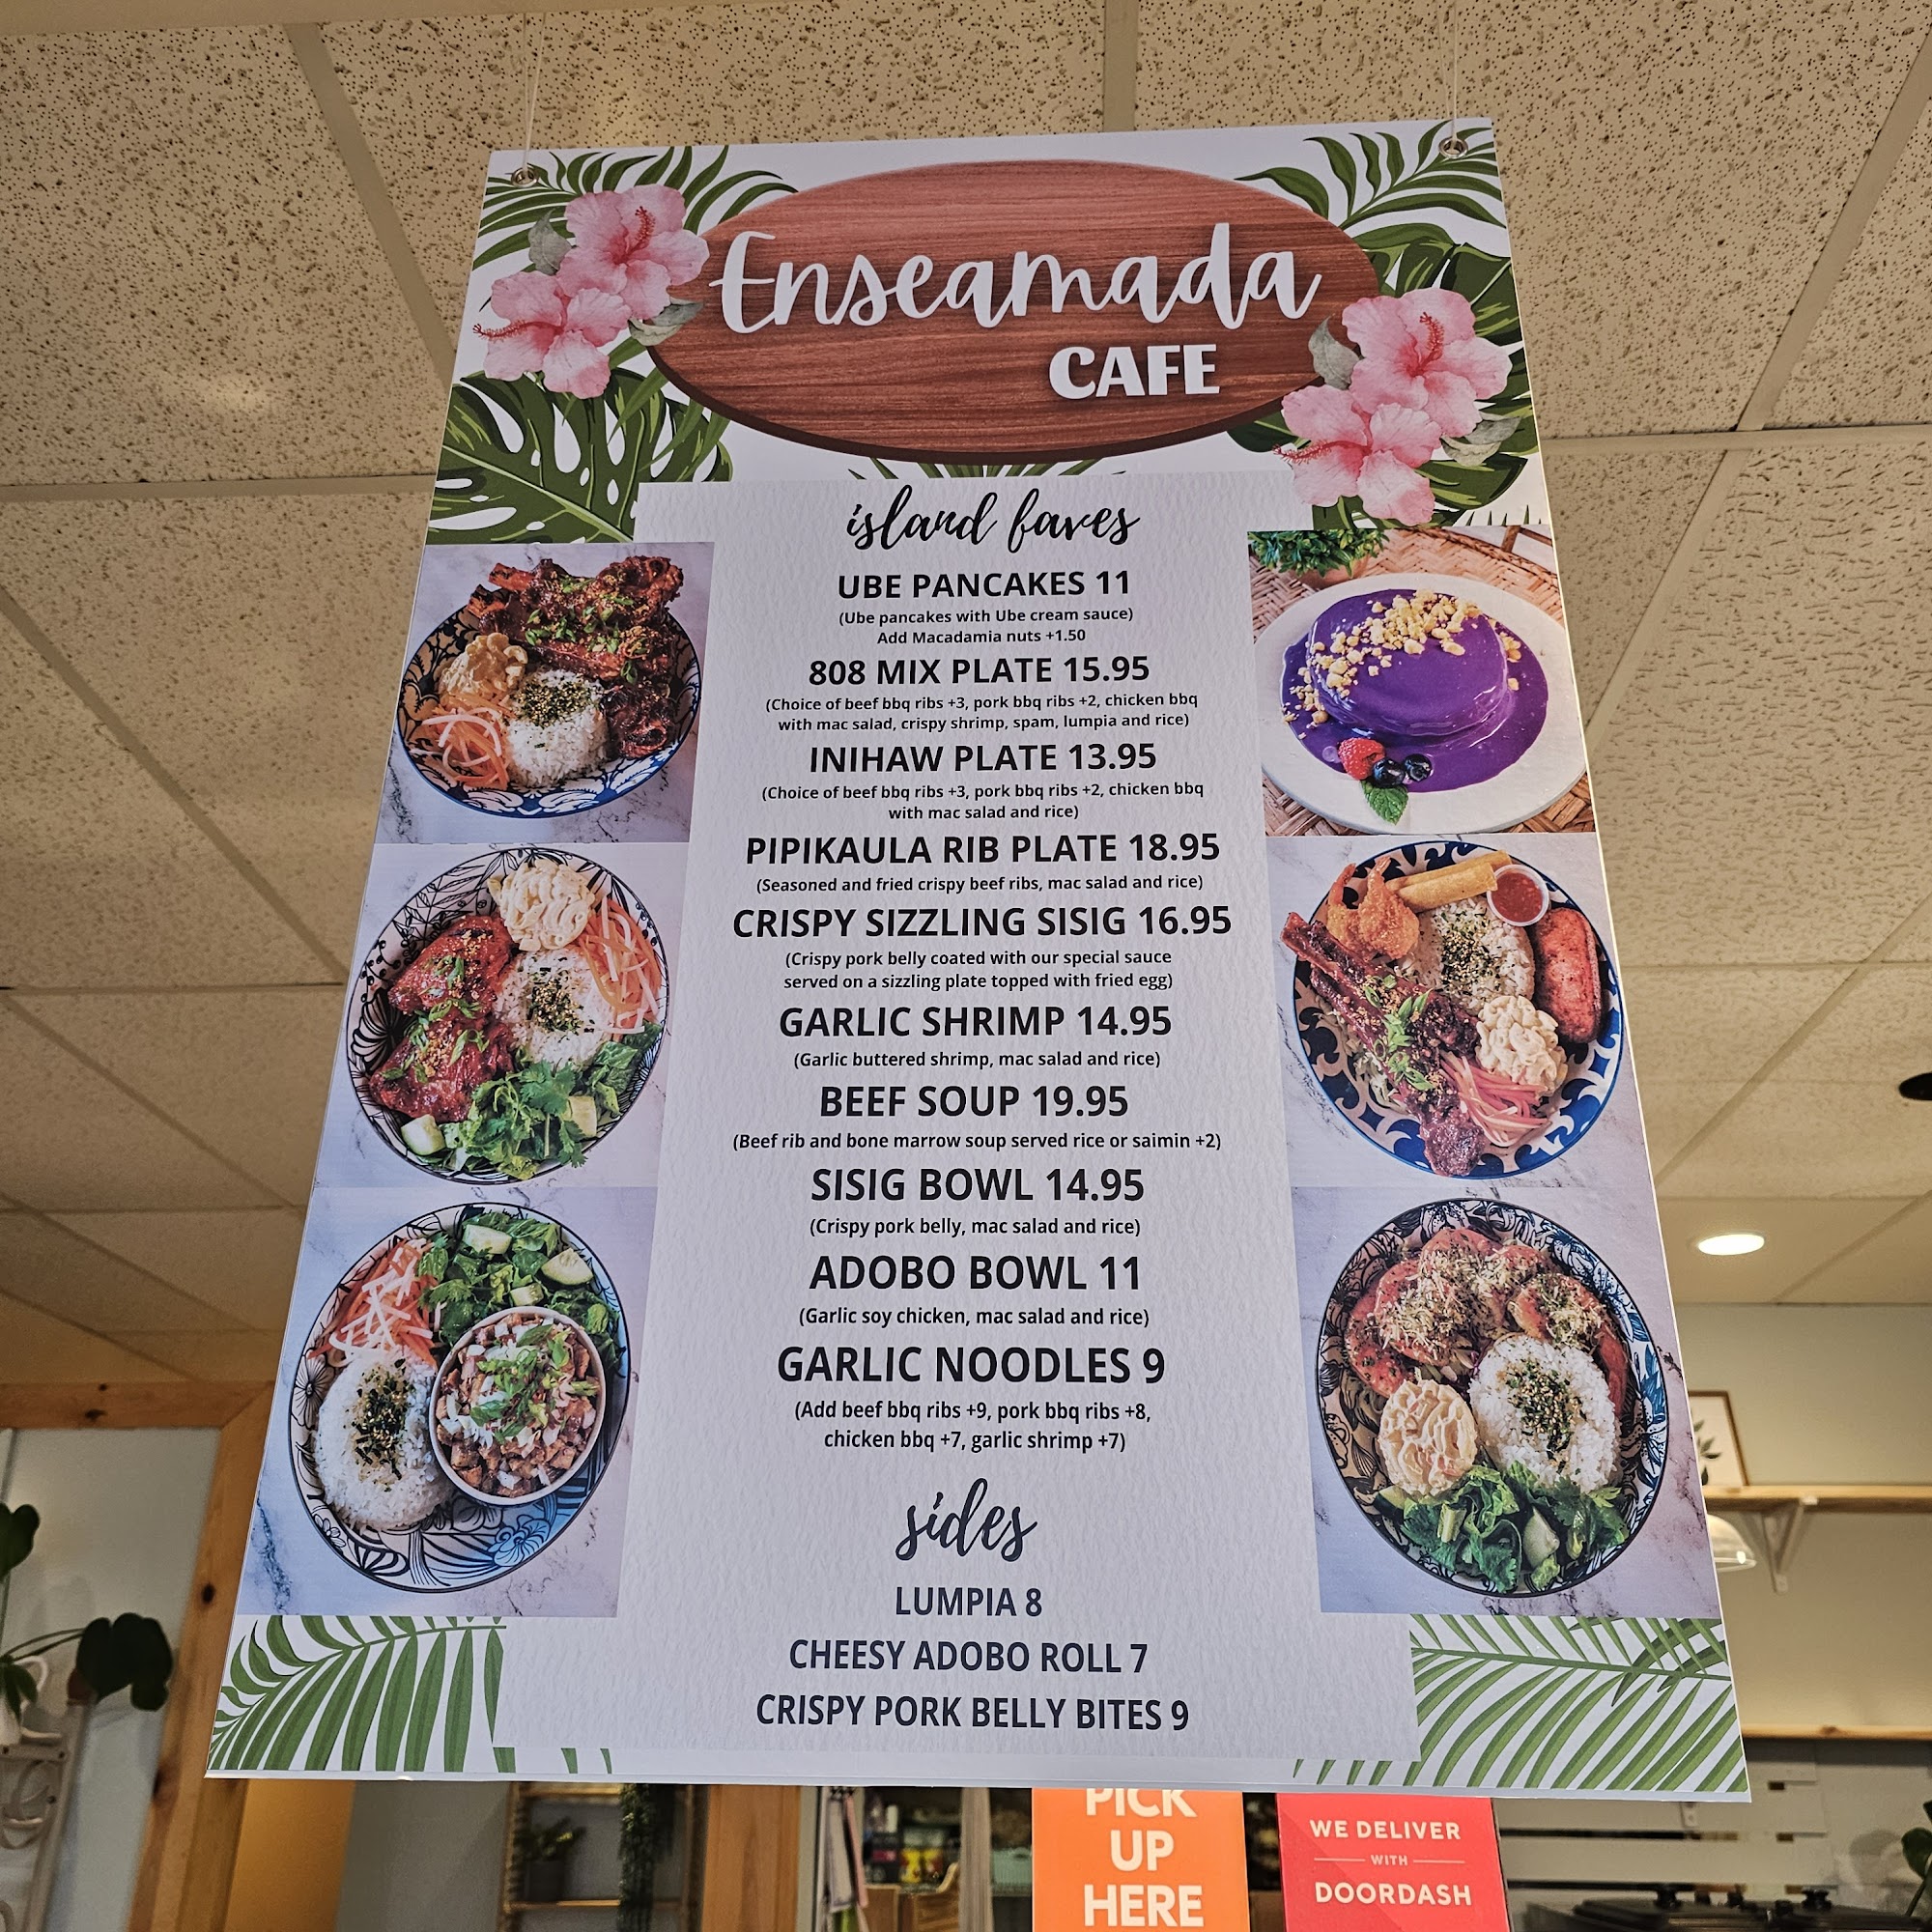 Enseamada
CAFE
island faves
UBE PANCAKES 11
(Ube pancakes with Ube cream sauce)
Add Macadamia nuts +1.50
808 MIX PLATE 15.95
(Choice of beef bbq ribs +3, pork bbq ribs +2, chicken bbq
with mac salad, crispy shrimp, spam, lumpia and rice)
INIHAW PLATE 13.95
(Choice of beef bbq ribs +3, pork bbq ribs +2, chicken bbq
with mac salad and rice)
PIPIKAULA RIB PLATE 18.95
(Seasoned and fried crispy beef ribs, mac salad and rice)
CRISPY SIZZLING SISIG 16.95
(Crispy pork belly coated with our special sauce
served on a sizzling plate topped with fried egg)
GARLIC SHRIMP 14.95
(Garlic buttered shrimp, mac salad and rice)
BEEF SOUP 19.95
(Beef rib and bone marrow soup served rice or saimin +2)
SISIG BOWL 14.95
(Crispy pork belly, mac salad and rice)
ADOBO BOWL 11
(Garlic soy chicken, mac salad and rice)
GARLIC NOODLES 9
(Add beef bbq ribs +9, pork bbq ribs +8,
chicken bbq +7, garlic shrimp +7)
sides
LUMPIA 8
CHEESY ADOBO ROLL 7
CRISPY PORK BELLY BITES 9
PICK
UP
HERE
WE DELIVER
WITH
DOORDASH